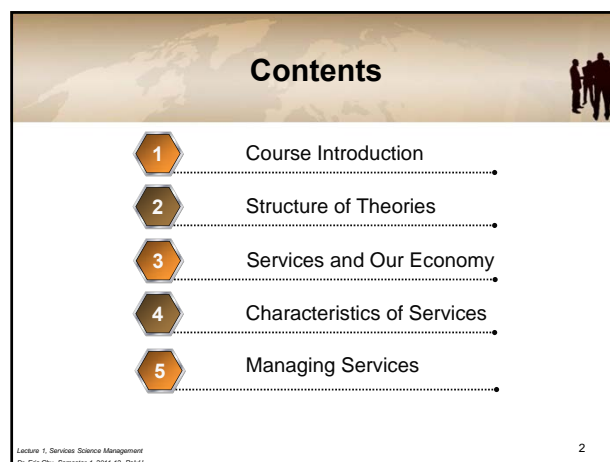 Contents
1 Course Introduction
2 Structure of Theories
3 Services and Our Economy
4 Characteristics of Services
5 Managing Services
Lecture 1, Services Science Management
2